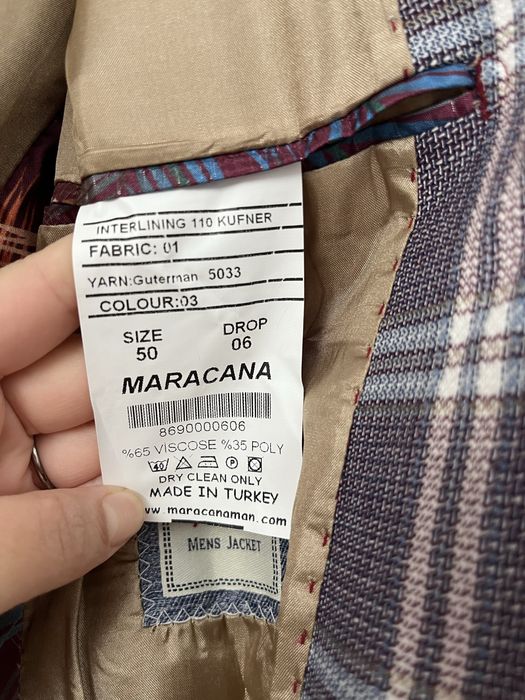 INTERLINING 110 KUFNER
FABRIC: 01
YARN:Guterman 5033
COLOUR:03
SIZE DROP
50 06
MARACANA
8690000606
%65 VISCOSE %35 POLY
40 P
DRY CLEAN ONLY
MADE IN TURKEY
www.maracanaman.com
MENS JACKET